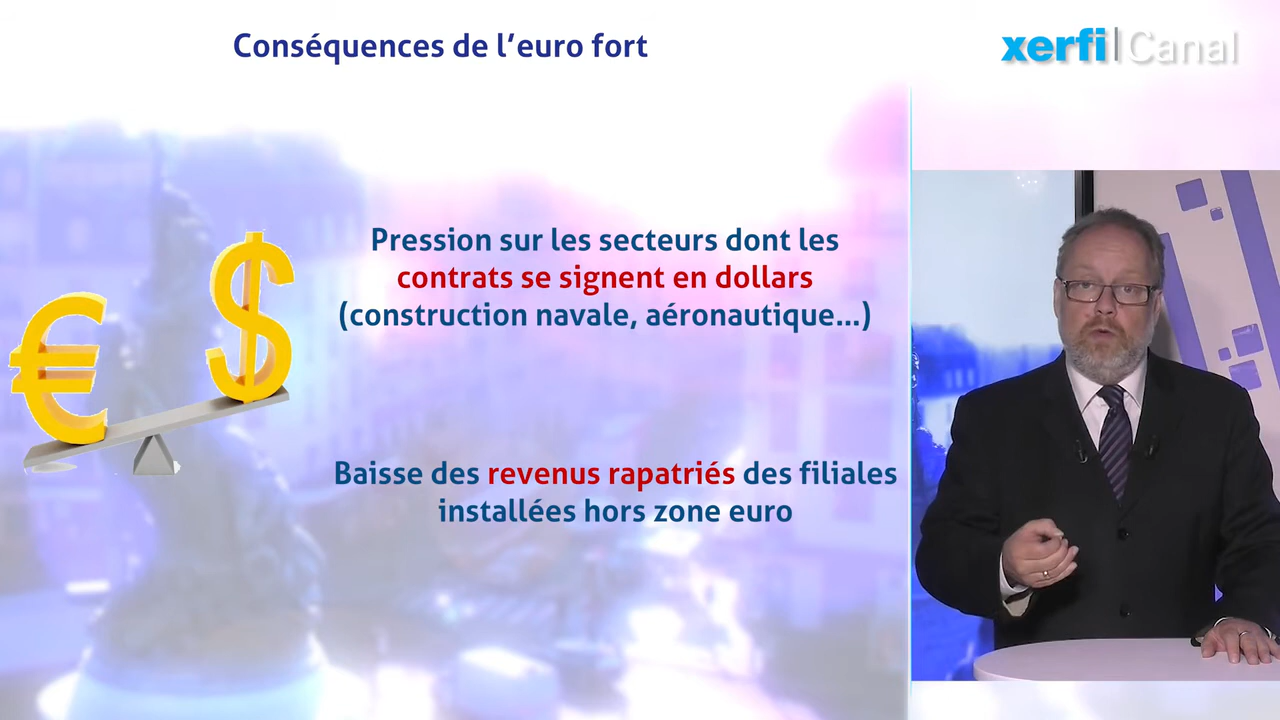 Conséquences de l'euro fort
xerfi|Canal
Pression sur les secteurs dont les
contrats se signent en dollars
(construction navale, aéronautique...)
€
$
Baisse des revenus rapatriés des filiales
installées hors zone euro